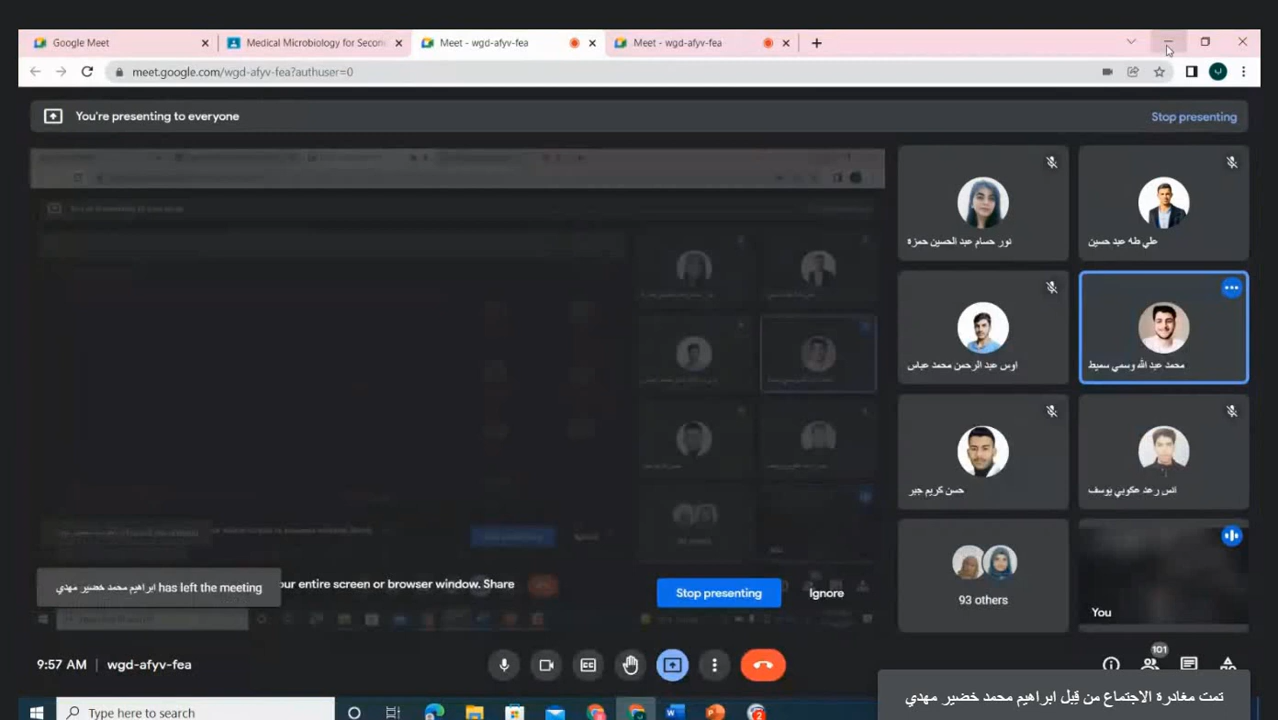 Google Meet
Medical Microbiology for Secon
Meet - wgd-afyv-fea
Meet - wgd-afyv-fea
meet.google.com/wgd-afyv-fea?authuser=0
You're presenting to everyone
Stop presenting
نور حسام عبد الحسين حمزه
علي طه عبد حسين
اوس عبد الرحمن محمد عباس
محمد عبد الله وسمي سميط
حسن كريم جبر
انس رعد عكوبي يوسف
93 others
You
ابراهيم محمد خضير مهدي has left the meeting
our entire screen or browser window. Share
Stop presenting
Ignore
9:57 AM | wgd-afyv-fea
101
تمت مغادرة الاجتماع من قِبل ابراهيم محمد خضير مهدي
Type here to search